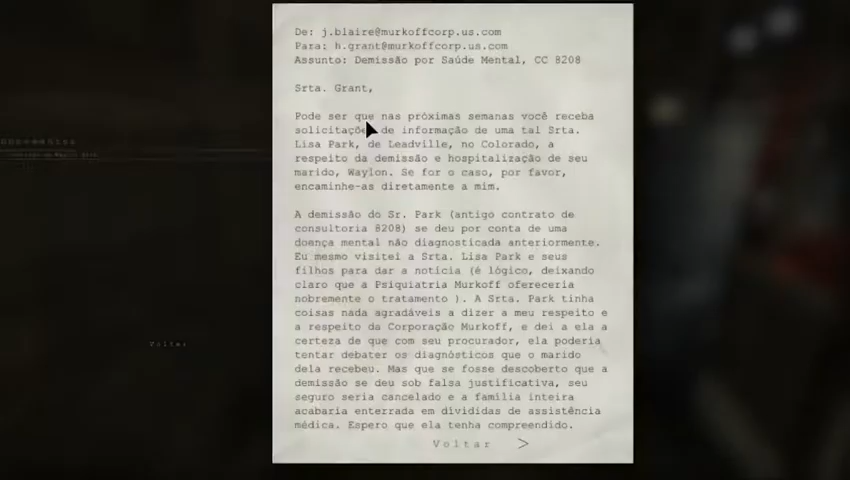 De: j.blaire@murkoffcorp.us.com
Para: h.grant@murkoffcorp.us.com
Assunto: Demissão por Saúde Mental, CC 8208
Srta. Grant,
Pode ser que nas próximas semanas você receba
solicitações de informação de uma tal Srta.
Lisa Park, de Leadville, no Colorado, a
respeito da demissão e hospitalização de seu
marido, Waylon. Se for o caso, por favor,
encaminhe-as diretamente a mim.
A demissão do Sr. Park (antigo contrato de
consultoria 8208) se deu por conta de uma
doença mental não diagnosticada anteriormente.
Eu mesmo visitei a Srta. Lisa Park e seus
filhos para dar a notícia (é lógico, deixando
claro que a Psiquiatria Murkoff ofereceria
nobremente o tratamento ). A Srta. Park tinha
coisas nada agradáveis a dizer a meu respeito e
a respeito da Corporação Murkoff, e dei a ela a
certeza de que com seu procurador, ela poderia
tentar debater os diagnósticos que o marido
dela recebeu. Mas que se fosse descoberto que a
demissão se deu sob falsa justificativa, seu
seguro seria cancelado e a família inteira
acabaria enterrada em divididas de assistência
médica. Espero que ela tenha compreendido.
Voltar >
Documentos
Voltar